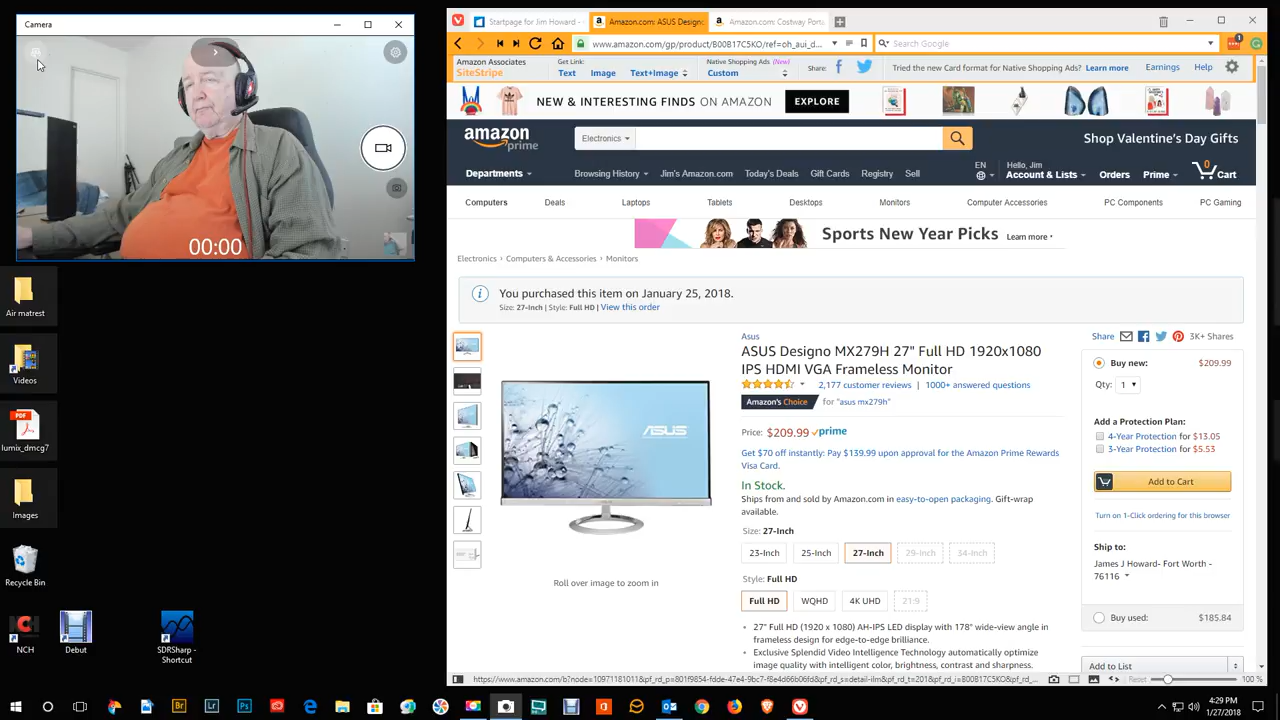 Camera
00:00
Air matrest
Videos
PDF
lumix_dmcg7
Images
Recycle Bin
NCH
Debut
SDRSharp -
Shortcut
Startpage for Jim Howard -
Amazon.com: ASUS Design
Amazon.com: Costway Port
www.amazon.com/gp/product/B00817C5KO/ref=oh_aui_d...
Search Google
Amazon Associates
SiteStripe
Get Link:
Text Image Text+Image
Native Shopping Ads (New)
Custom
Share:
Tried the new Card format for Native Shopping Ads? Learn more
Earnings Help
NEW & INTERESTING FINDS ON AMAZON EXPLORE
amazon
prime
Electronics
Shop Valentine's Day Gifts
Departments
Browsing History Jim's Amazon.com Today's Deals Gift Cards Registry Sell
EN
Hello, Jim
Account & Lists Orders Prime
0
Cart
Computers Deals Laptops Tablets Desktops Monitors Computer Accessories PC Components PC Gaming
Sports New Year Picks Learn more
Electronics › Computers & Accessories › Monitors
You purchased this item on January 25, 2018.
Size: 27-Inch | Style: Full HD | View this order
Asus
ASUS Designo MX279H 27" Full HD 1920x1080
IPS HDMI VGA Frameless Monitor
2,177 customer reviews | 1000+ answered questions
Amazon's Choice for "asus mx279h"
Price: $209.99 prime
Get $70 off instantly: Pay $139.99 upon approval for the Amazon Prime Rewards
Visa Card.
In Stock.
Ships from and sold by Amazon.com in easy-to-open packaging. Gift-wrap
available.
Size: 27-Inch
23-Inch 25-Inch 27-Inch 29-Inch 34-Inch
Style: Full HD
Full HD WQHD 4K UHD 21:9
• 27" Full HD (1920 x 1080) AH-IPS LED display with 178° wide-view angle in
frameless design for edge-to-edge brilliance.
• Exclusive Splendid Video Intelligence Technology automatically optimize
image quality with intelligent color, brightness, contrast and sharpness.
ASUS
Roll over image to zoom in
Share 3K+ Shares
Buy new: $209.99
Qty: 1
Add a Protection Plan:
4-Year Protection for $13.05
3-Year Protection for $5.53
Add to Cart
Turn on 1-Click ordering for this browser
Ship to:
James J Howard- Fort Worth -
76116
Buy used: $185.84
Add to List
Reset 100 %
Br Lr Ps
4:29 PM
1/27/2018